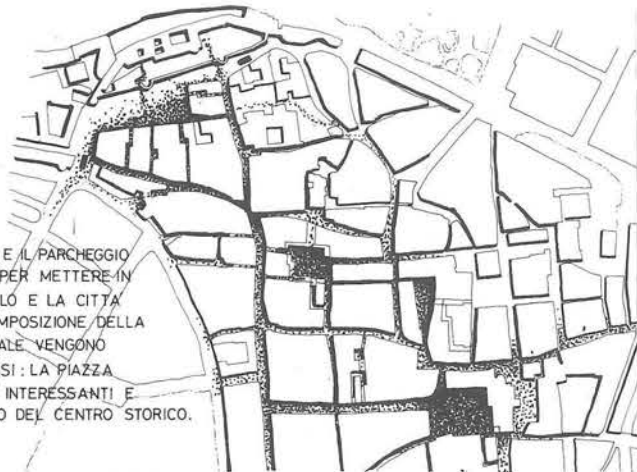 E IL PARCHEGGIO
PER METTERE IN
LO E LA CITTA
MPOSIZIONE DELLA
ALE VENGONO
SI: LA PIAZZA
INTERESSANTI E
O DEL CENTRO STORICO.